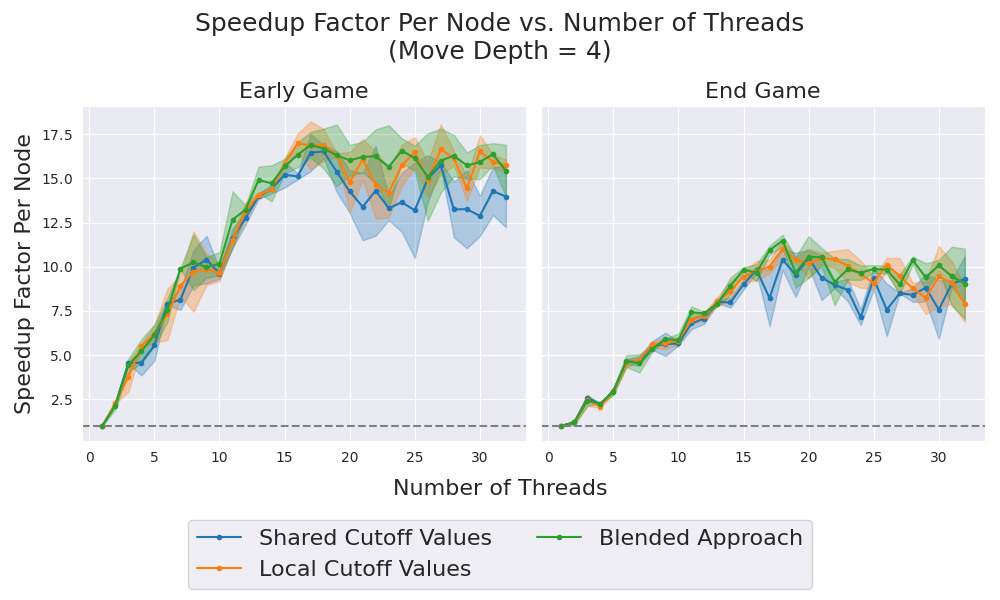 Speedup Factor Per Node vs. Number of Threads
(Move Depth = 4)
Early Game
End Game
Speedup Factor Per Node
17.5
15.0
12.5
10.0
7.5
5.0
2.5
0 5 10 15 20 25 30
0 5 10 15 20 25 30
Number of Threads
Shared Cutoff Values
Local Cutoff Values
Blended Approach